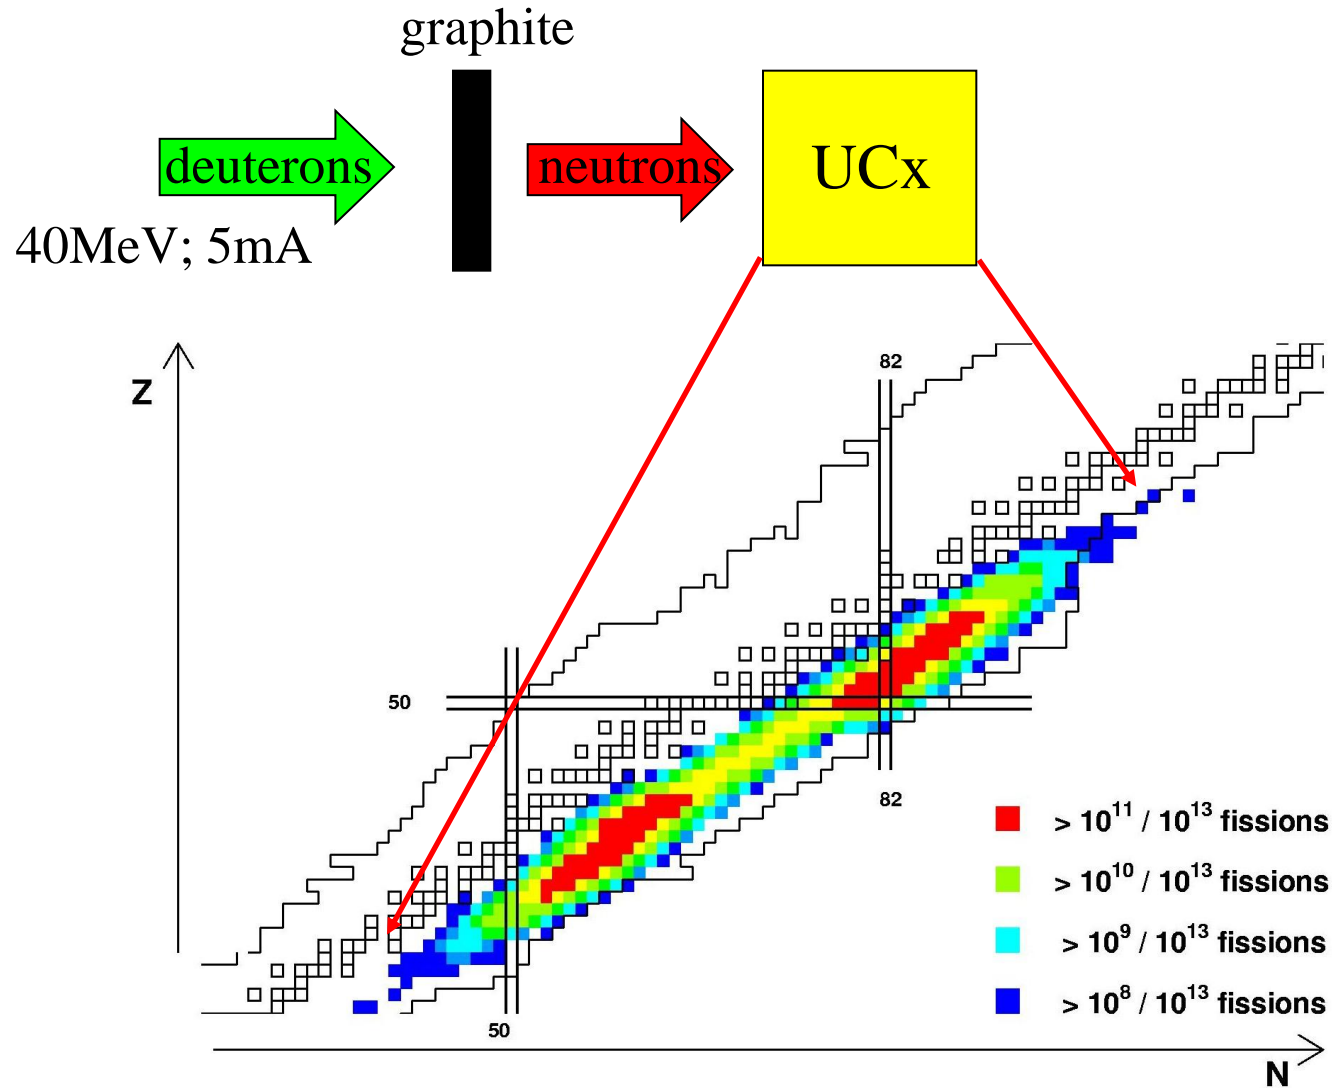 graphite
deuterons
neutrons
UCx
40MeV; 5mA
Z
82
50
82
> 10¹¹ / 10¹³ fissions
> 10¹⁰ / 10¹³ fissions
> 10⁹ / 10¹³ fissions
> 10⁸ / 10¹³ fissions
50
N